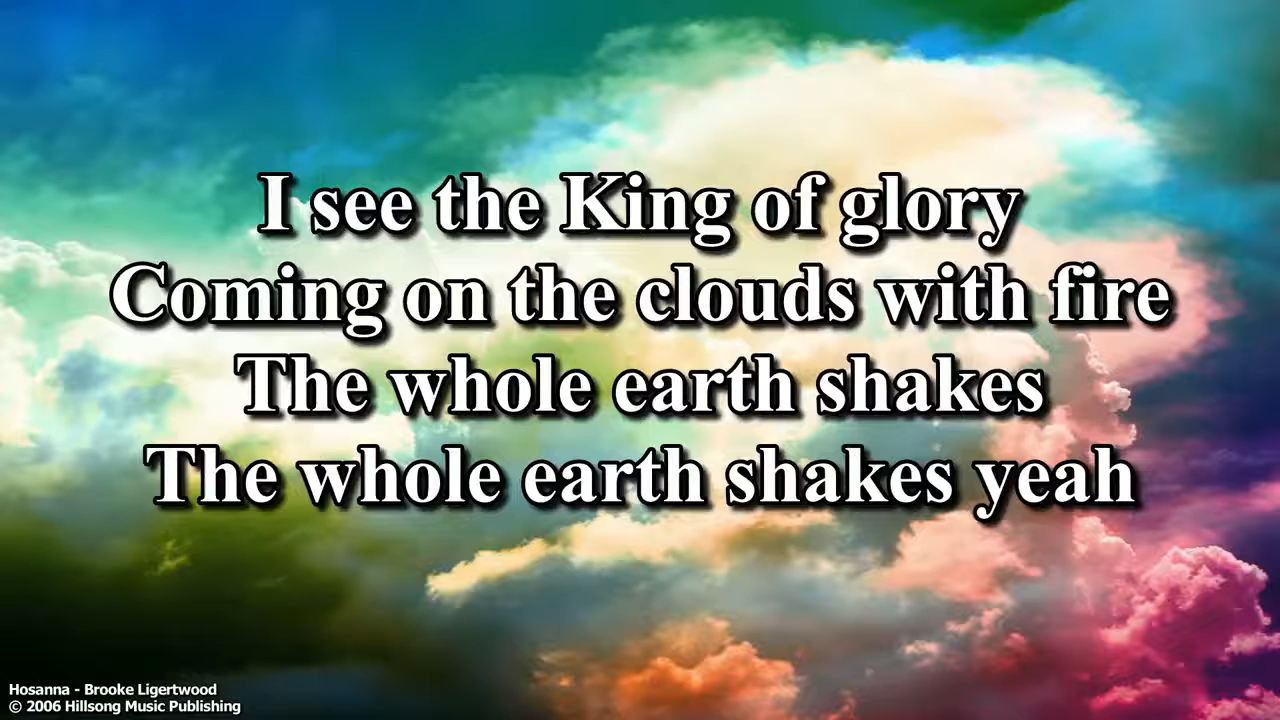 I see the King of glory
Coming on the clouds with fire
The whole earth shakes
The whole earth shakes yeah
Hosanna - Brooke Ligertwood
© 2006 Hillsong Music Publishing